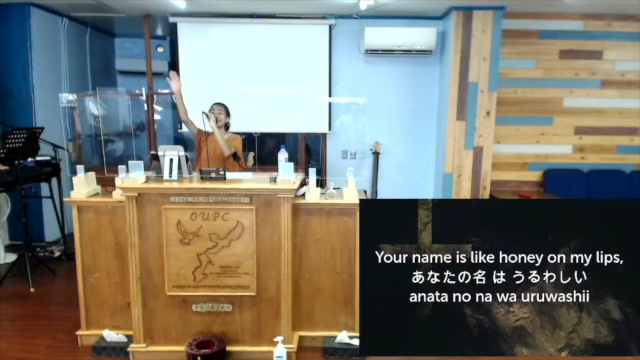 OUPC
Your name is like honey on my lips,
あなたの名 は うるわしい
anata no na wa uruwashii